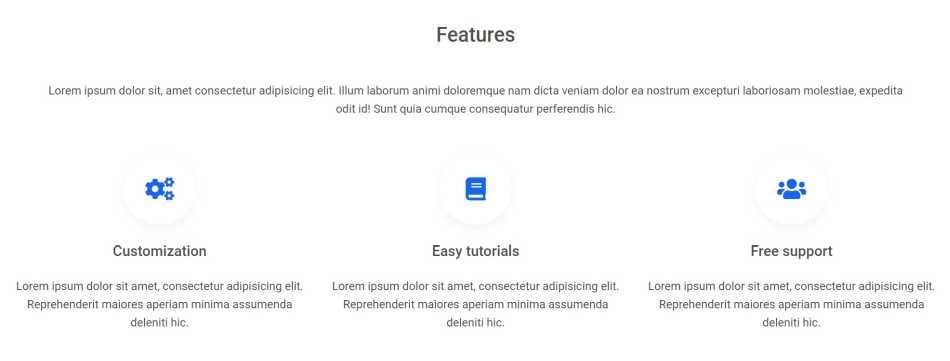 Features
Lorem ipsum dolor sit, amet consectetur adipisicing elit. Illum laborum animi doloremque nam dicta veniam dolor ea nostrum excepturi laboriosam molestiae, expedita
odit id! Sunt quia cumque consequatur perferendis hic.
Customization
Lorem ipsum dolor sit amet, consectetur adipisicing elit.
Reprehenderit maiores aperiam minima assumenda
deleniti hic.
Easy tutorials
Lorem ipsum dolor sit amet, consectetur adipisicing elit.
Reprehenderit maiores aperiam minima assumenda
deleniti hic.
Free support
Lorem ipsum dolor sit amet, consectetur adipisicing elit.
Reprehenderit maiores aperiam minima assumenda
deleniti hic.